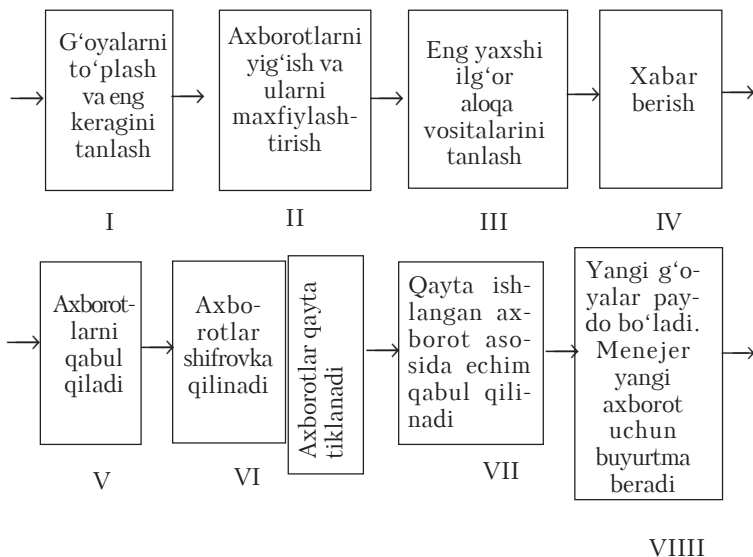 G‘oyalarni
to‘plash
va eng
keragini
tanlash
I
Axborotlarni
yig‘ish va
ularni
maxfiylash-
tirish
II
Eng yaxshi
ilg‘or
aloqa
vositalarini
tanlash
III
Xabar
berish
IV
Axborot-
larni
qabul
qiladi
V
Axbo-
rotlar
shifrovka
qilinadi
Axborotlar qayta
tiklanadi
VI
Qayta ish-
langan ax-
borot aso-
sida echim
qabul qili-
nadi
VII
Yangi g‘o-
yalar pay-
do bo‘ladi.
Menejer
yangi
axborot
uchun
buyurtma
beradi
VIIII